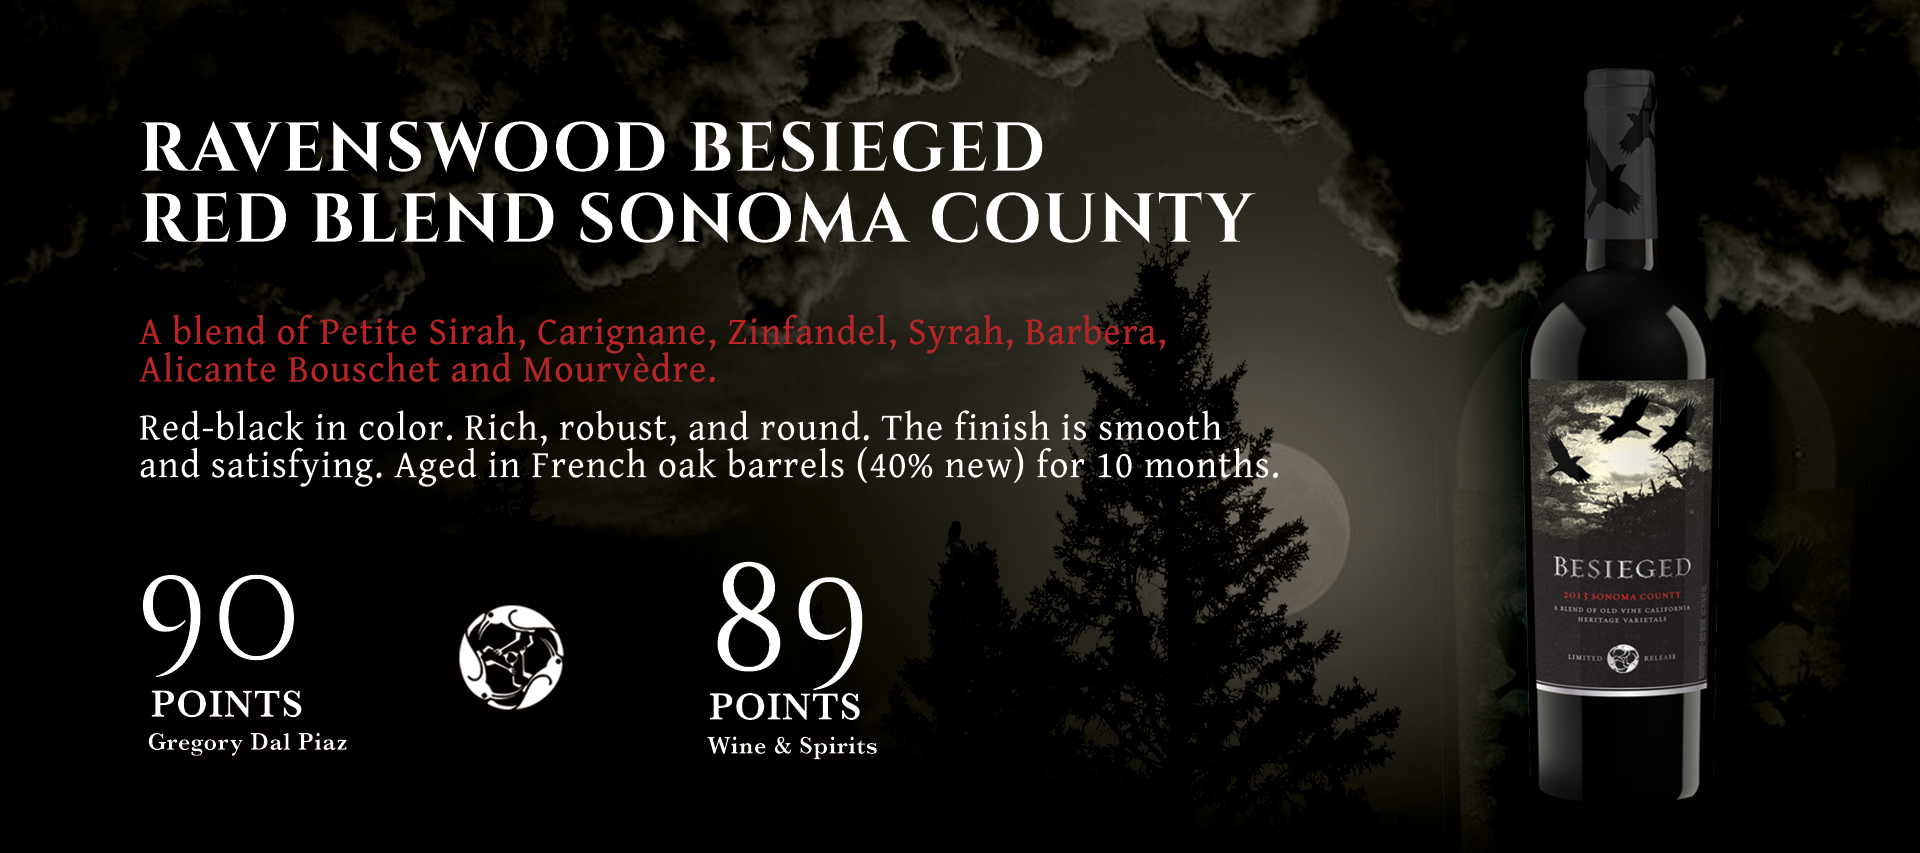 RAVENSWOOD BESIEGED
RED BLEND SONOMA COUNTY
A blend of Petite Sirah, Carignane, Zinfandel, Syrah, Barbera,
Alicante Bouschet and Mourvèdre.
Red-black in color. Rich, robust, and round. The finish is smooth
and satisfying. Aged in French oak barrels (40% new) for 10 months.
90
POINTS
Gregory Dal Piaz
89
POINTS
Wine & Spirits
BESIEGED
2013 SONOMA COUNTY
A BLEND OF OLD VINE CALIFORNIA
HERITAGE VARIETALS
LIMITED RELEASE